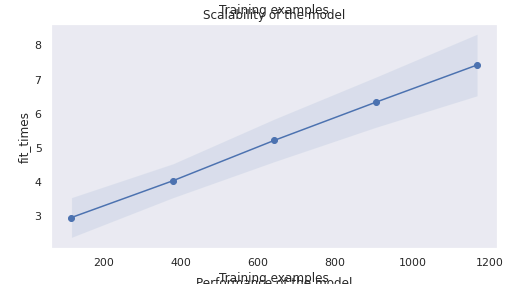 Training examples
Scalability of the model
8
7
6
5
4
3
fit_times
200 400 600 800 1000 1200
Training examples
Performance of the model